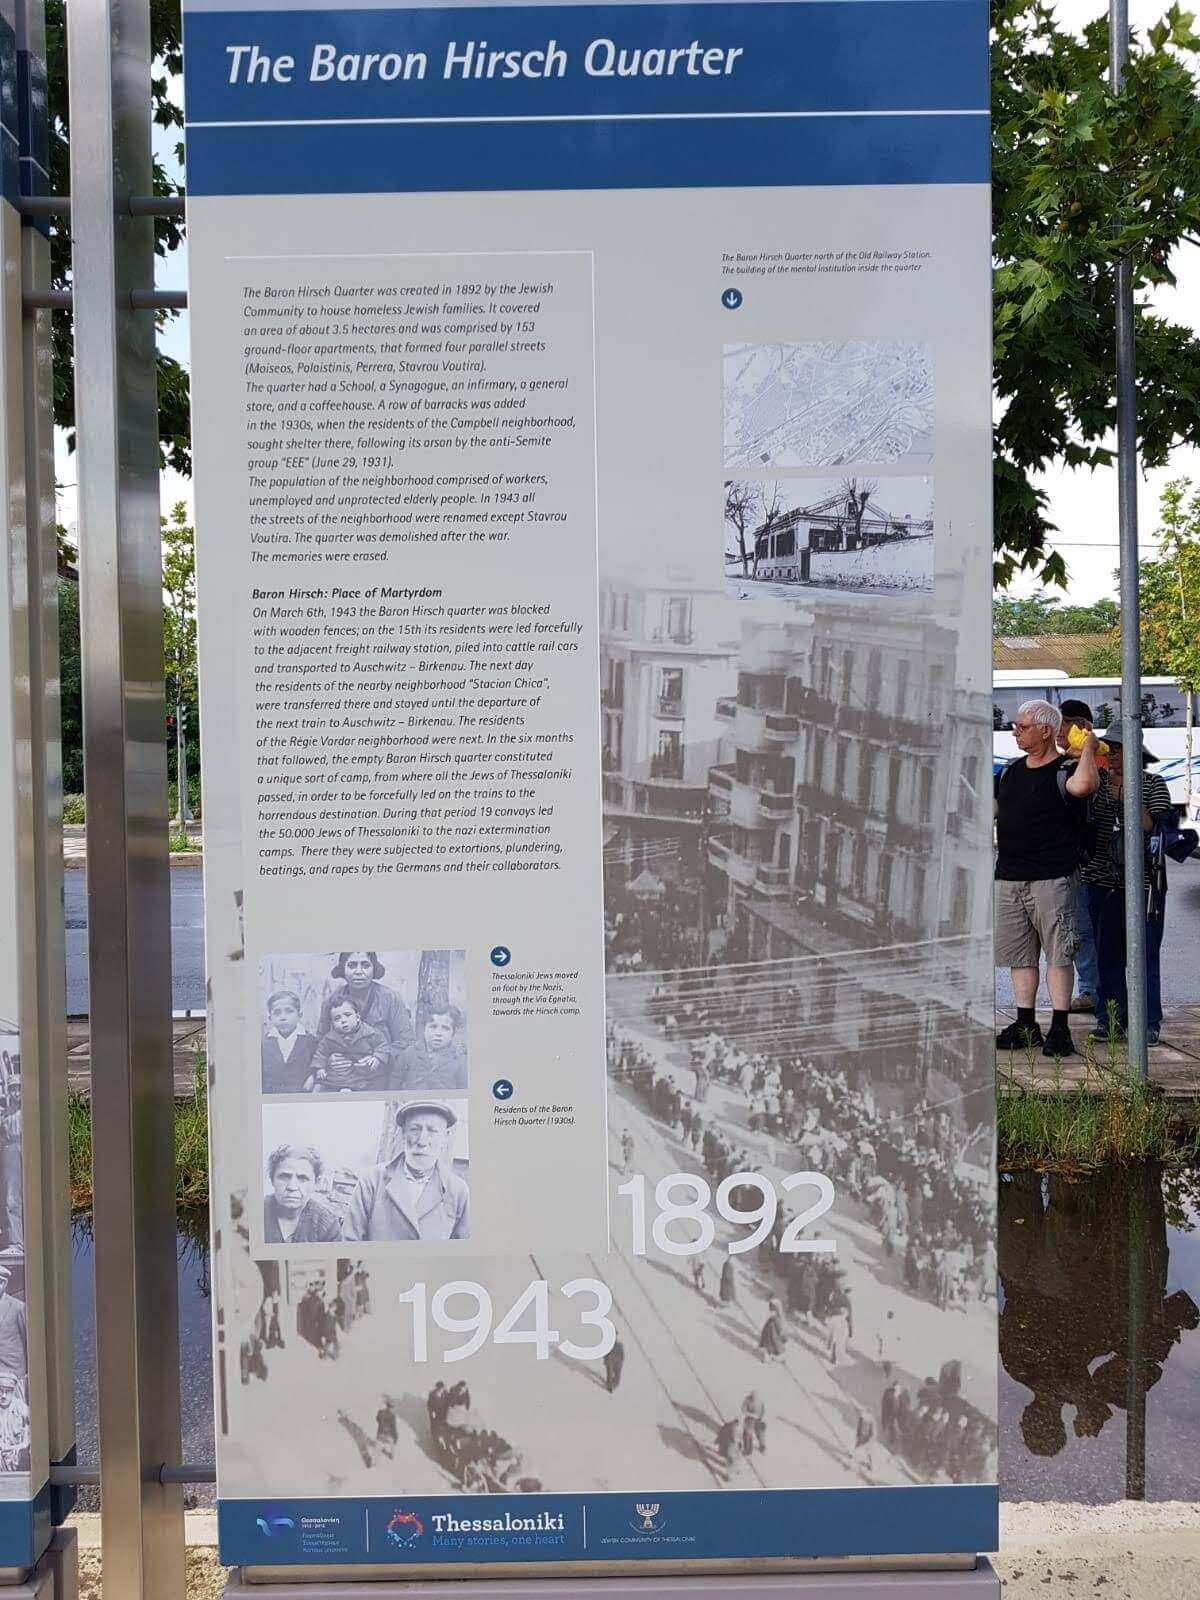 The Baron Hirsch Quarter
The Baron Hirsch Quarter north of the Old Railway Station.
The building of the mental institution inside the quarter
The Baron Hirsch Quarter was created in 1892 by the Jewish
Community to house homeless Jewish families. It covered
an area of about 3.5 hectares and was comprised by 153
ground-floor apartments, that formed four parallel streets
(Moiseos, Palaistinis, Perrera, Stavrou Voutira).
The quarter had a School, a Synagogue, an infirmary, a general
store, and a coffeehouse. A row of barracks was added
in the 1930s, when the residents of the Campbell neighborhood,
sought shelter there, following its arson by the anti-Semite
group "EEE" (June 29, 1931).
The population of the neighborhood comprised of workers,
unemployed and unprotected elderly people. In 1943 all
the streets of the neighborhood were renamed except Stavrou
Voutira. The quarter was demolished after the war.
The memories were erased.
Baron Hirsch: Place of Martyrdom
On March 6th, 1943 the Baron Hirsch quarter was blocked
with wooden fences; on the 15th its residents were led forcefully
to the adjacent freight railway station, piled into cattle rail cars
and transported to Auschwitz – Birkenau. The next day
the residents of the nearby neighborhood "Stacion Chica",
were transferred there and stayed until the departure of
the next train to Auschwitz – Birkenau. The residents
of the Régie Vardar neighborhood were next. In the six months
that followed, the empty Baron Hirsch quarter constituted
a unique sort of camp, from where all the Jews of Thessaloniki
passed, in order to be forcefully led on the trains to the
horrendous destination. During that period 19 convoys led
the 50.000 Jews of Thessaloniki to the nazi extermination
camps. There they were subjected to extortions, plundering,
beatings, and rapes by the Germans and their collaborators.
Thessaloniki Jews moved
on foot by the Nazis,
through the Via Egnatia,
towards the Hirsch camp.
Residents of the Baron
Hirsch Quarter (1930s).
1892
1943
Θεσσαλονίκη
1912 - 2012
Thessaloniki
Many stories, one heart
JEWISH COMMUNITY OF THESSALONIKI